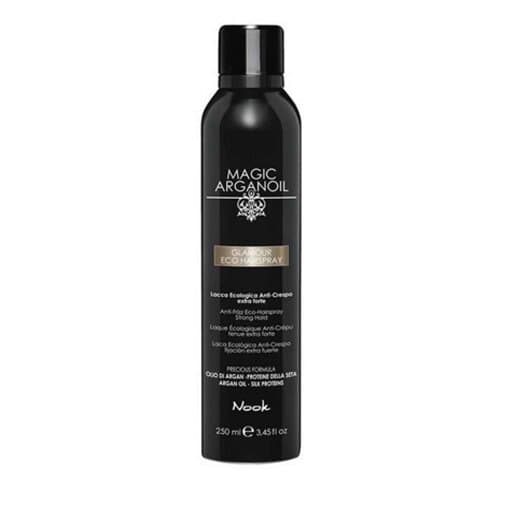 MAGIC
ARGANOIL
GLAMOUR
ECO HAIRSPRAY
Lacca Ecologica Anti-Crespo
extra forte
Anti-Frizz Eco-Hairspray
Strong Hold
Laque Écologique Anti-Crépu
tenue extra forte
Laca Ecológica Anti-Crespo
fijación extra fuerte
PRECIOUS FORMULA
OLIO DI ARGAN - PROTEINE DELLA SETA
ARGAN OIL - SILK PROTEINS
Nook
250 ml e 3,45 fl oz